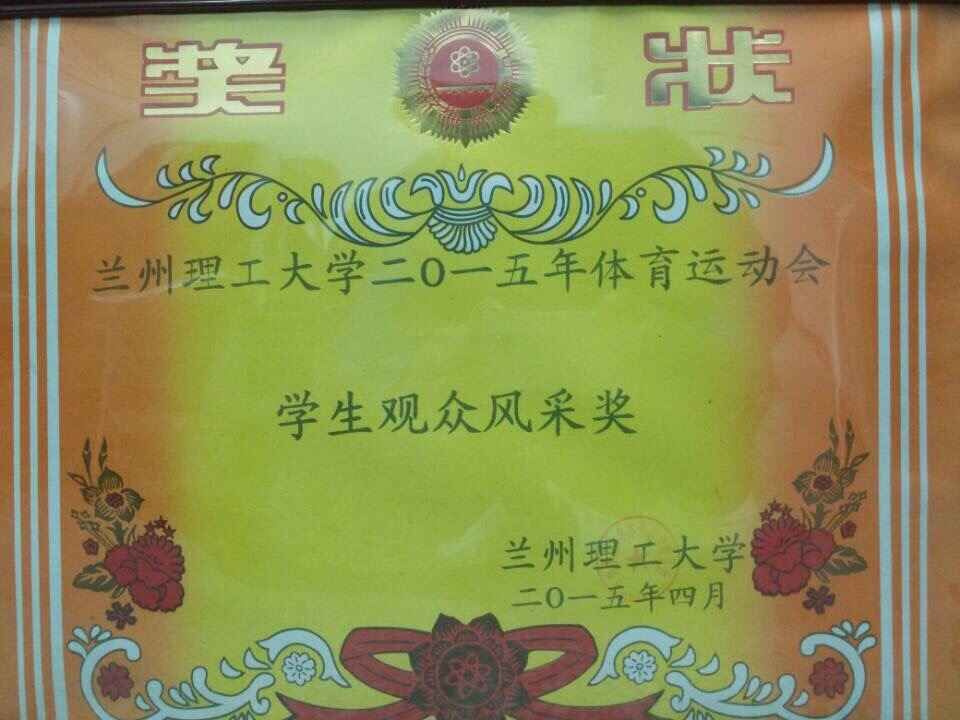 奖 状
兰州理工大学二〇一五年体育运动会
学生观众风采奖
兰州理工大学
二〇一五年四月